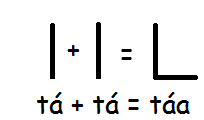 | + | = L
tá + tá = táa